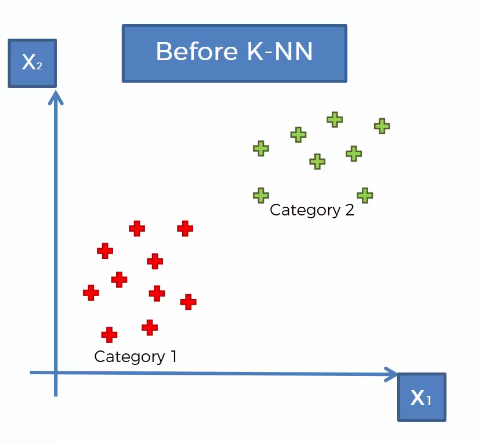 Before K-NN
X₂
Category 2
Category 1
X₁